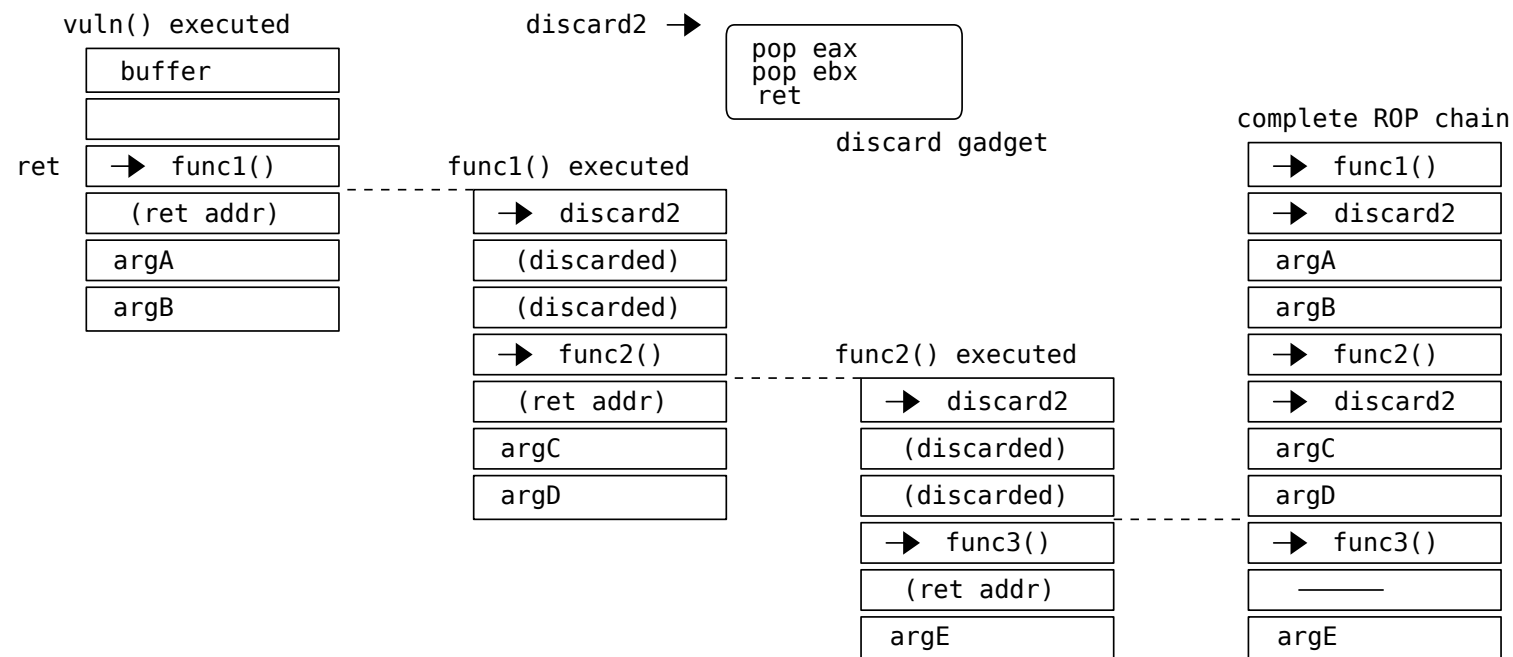 vuln() executed
buffer
ret
func1()
(ret addr)
argA
argB
discard2
pop eax
pop ebx
ret
discard gadget
func1() executed
discard2
(discarded)
(discarded)
func2()
(ret addr)
argC
argD
func2() executed
discard2
(discarded)
(discarded)
func3()
(ret addr)
argE
complete ROP chain
func1()
discard2
argA
argB
func2()
discard2
argC
argD
func3()
argE